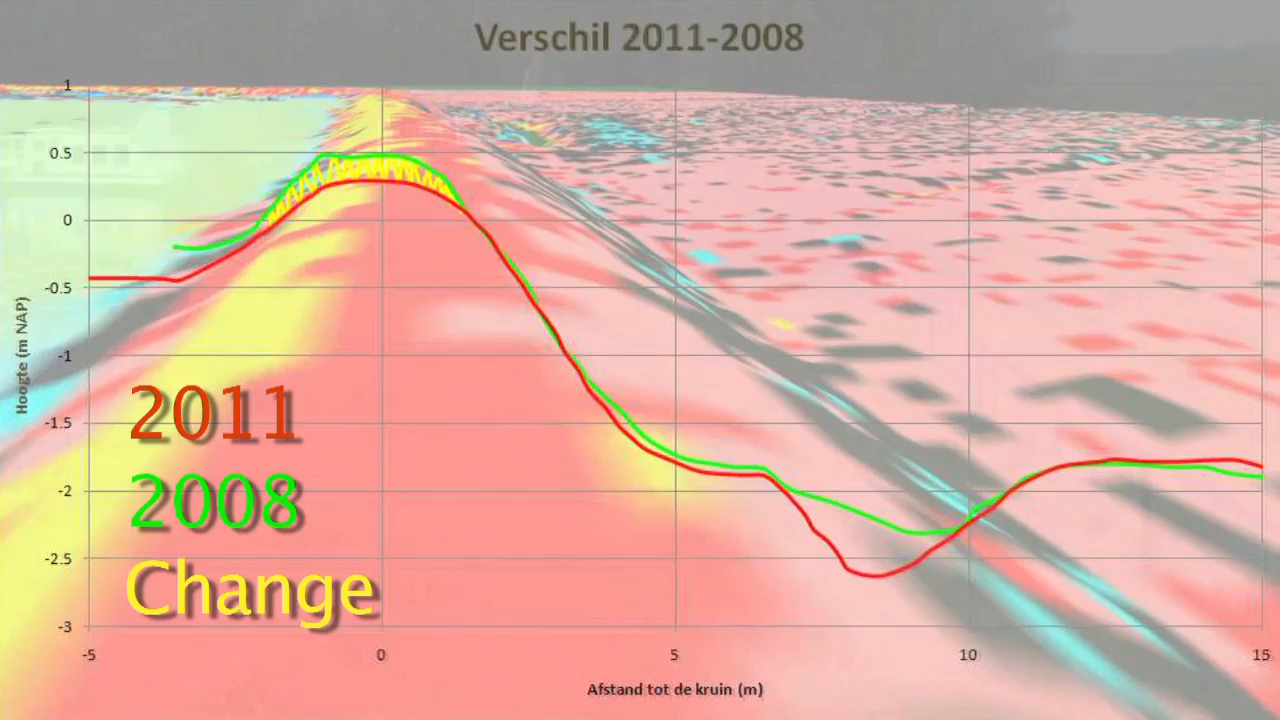 Verschil 2011-2008
1
0.5
0
-0.5
-1
-1.5
-2
-2.5
-3
Hoogte (m NAP)
2011
2008
Change
-5 0 5 10 15
Afstand tot de kruin (m)